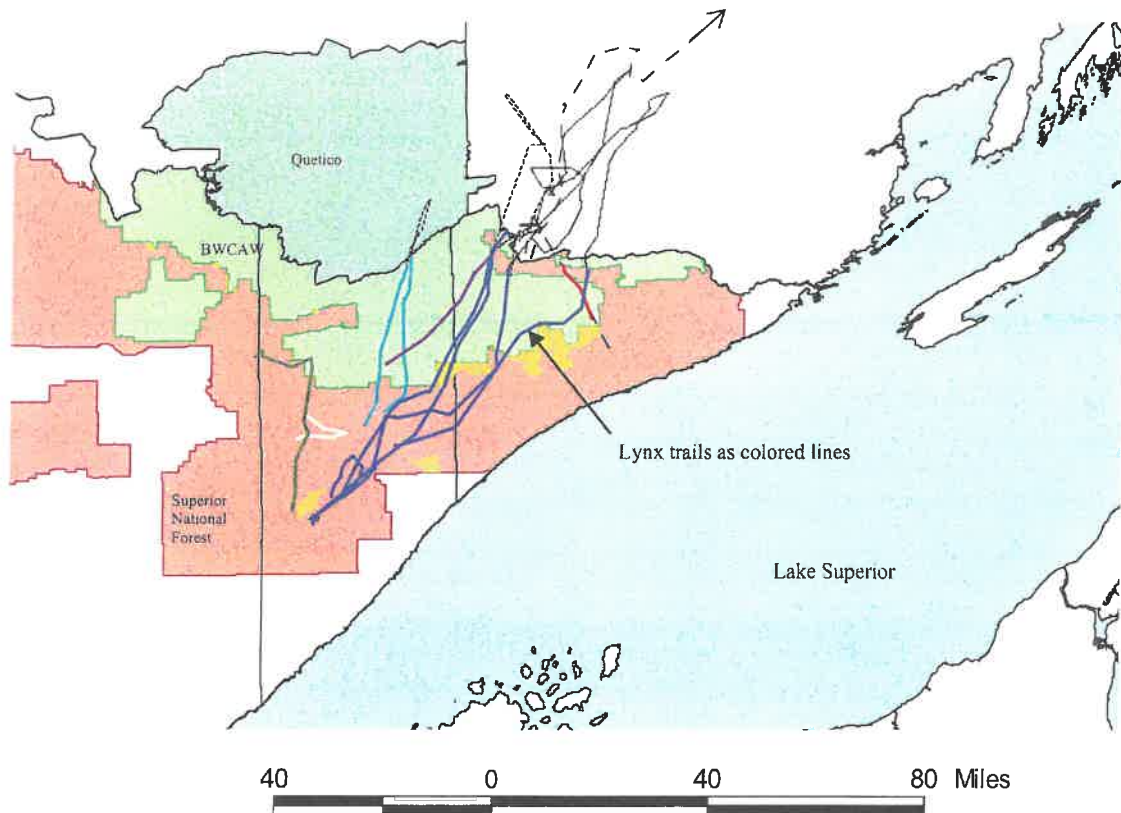 Quetico
BWCAW
Lynx trails as colored lines
Superior
National
Forest
Lake Superior
40 0 40 80 Miles